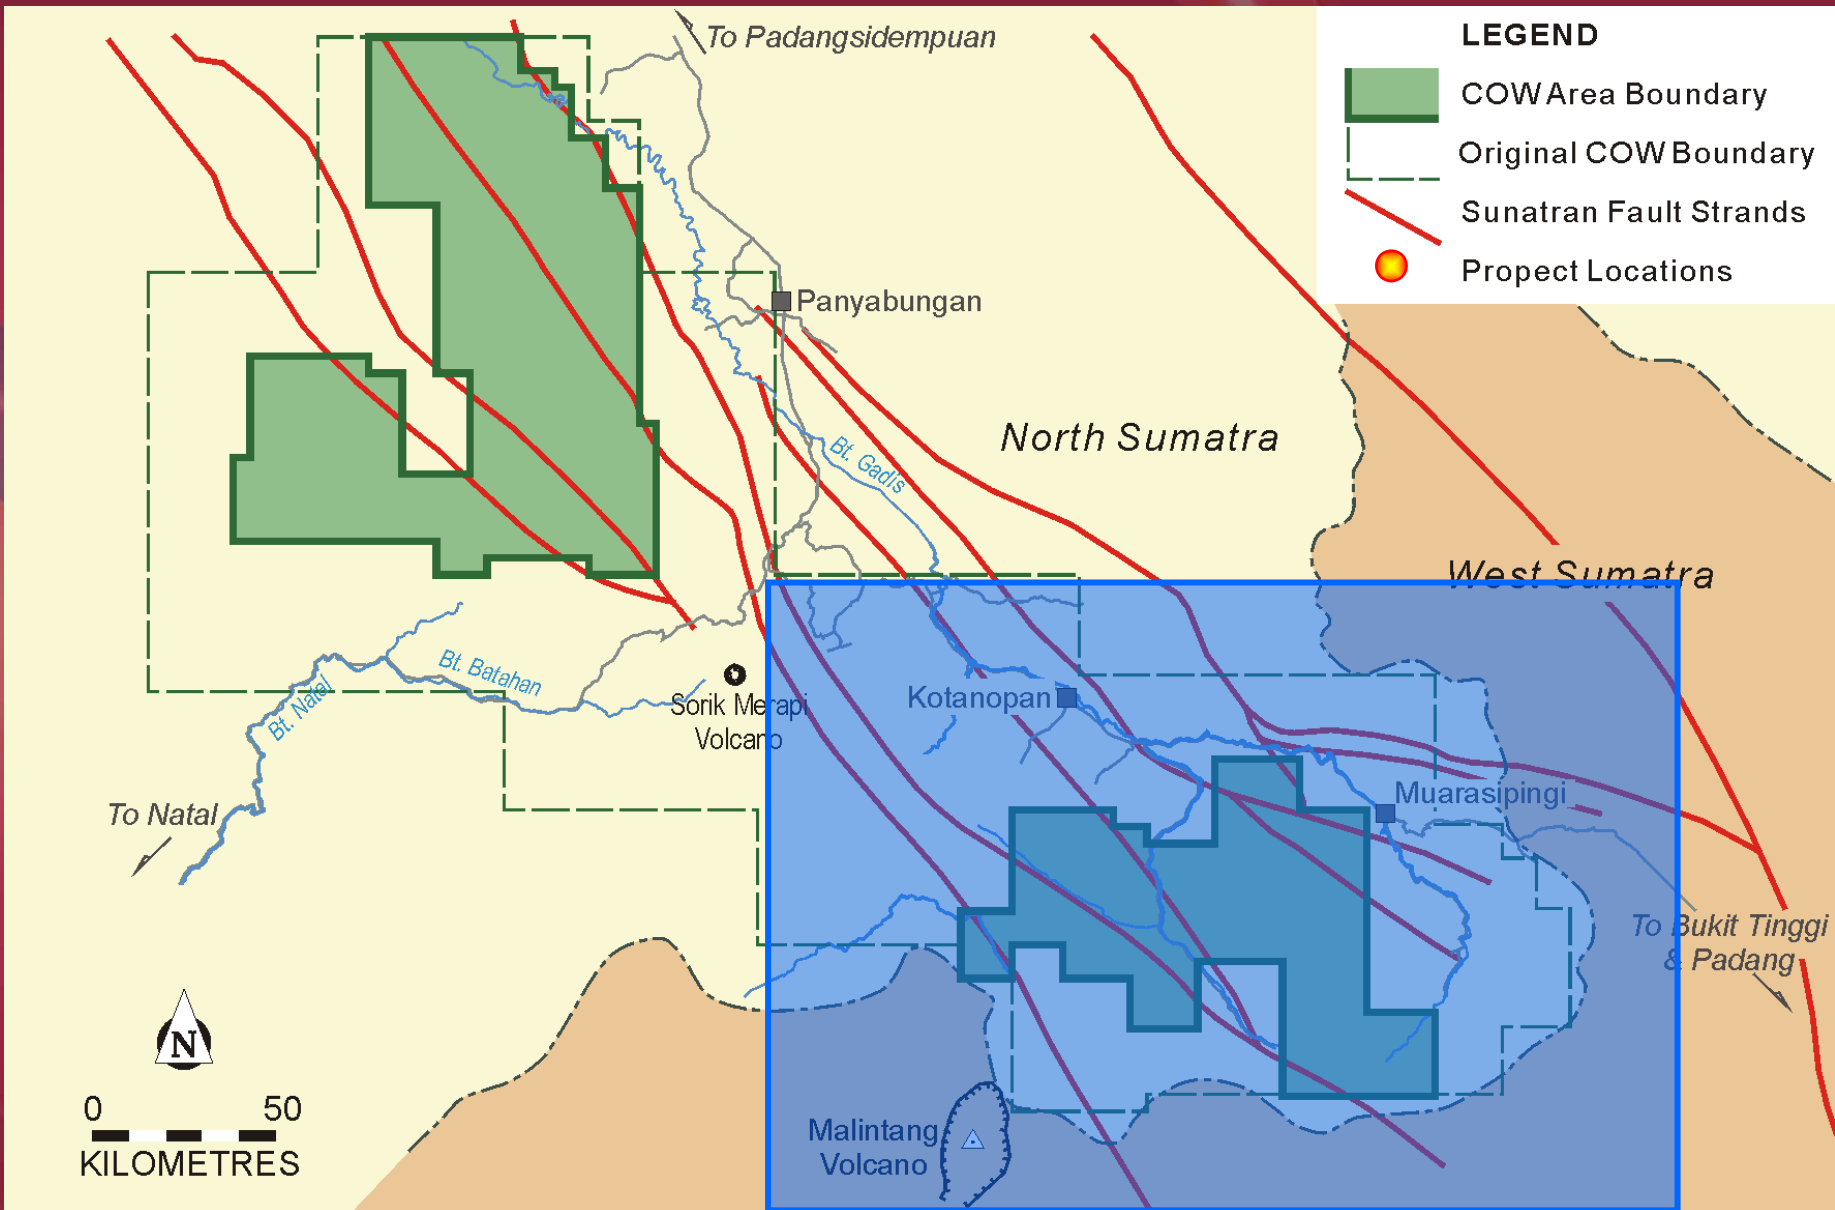 To Padangsidempuan
LEGEND
COW Area Boundary
Original COW Boundary
Sunatran Fault Strands
Propect Locations
Panyabungan
North Sumatra
Bt. Gadis
West Sumatra
Bt. Batahan
Bt. Natal
Sorik Merapi
Volcano
Kotanopan
Muarasipingi
To Natal
To Bukit Tinggi
& Padang
N
0 50
KILOMETRES
Malintang
Volcano